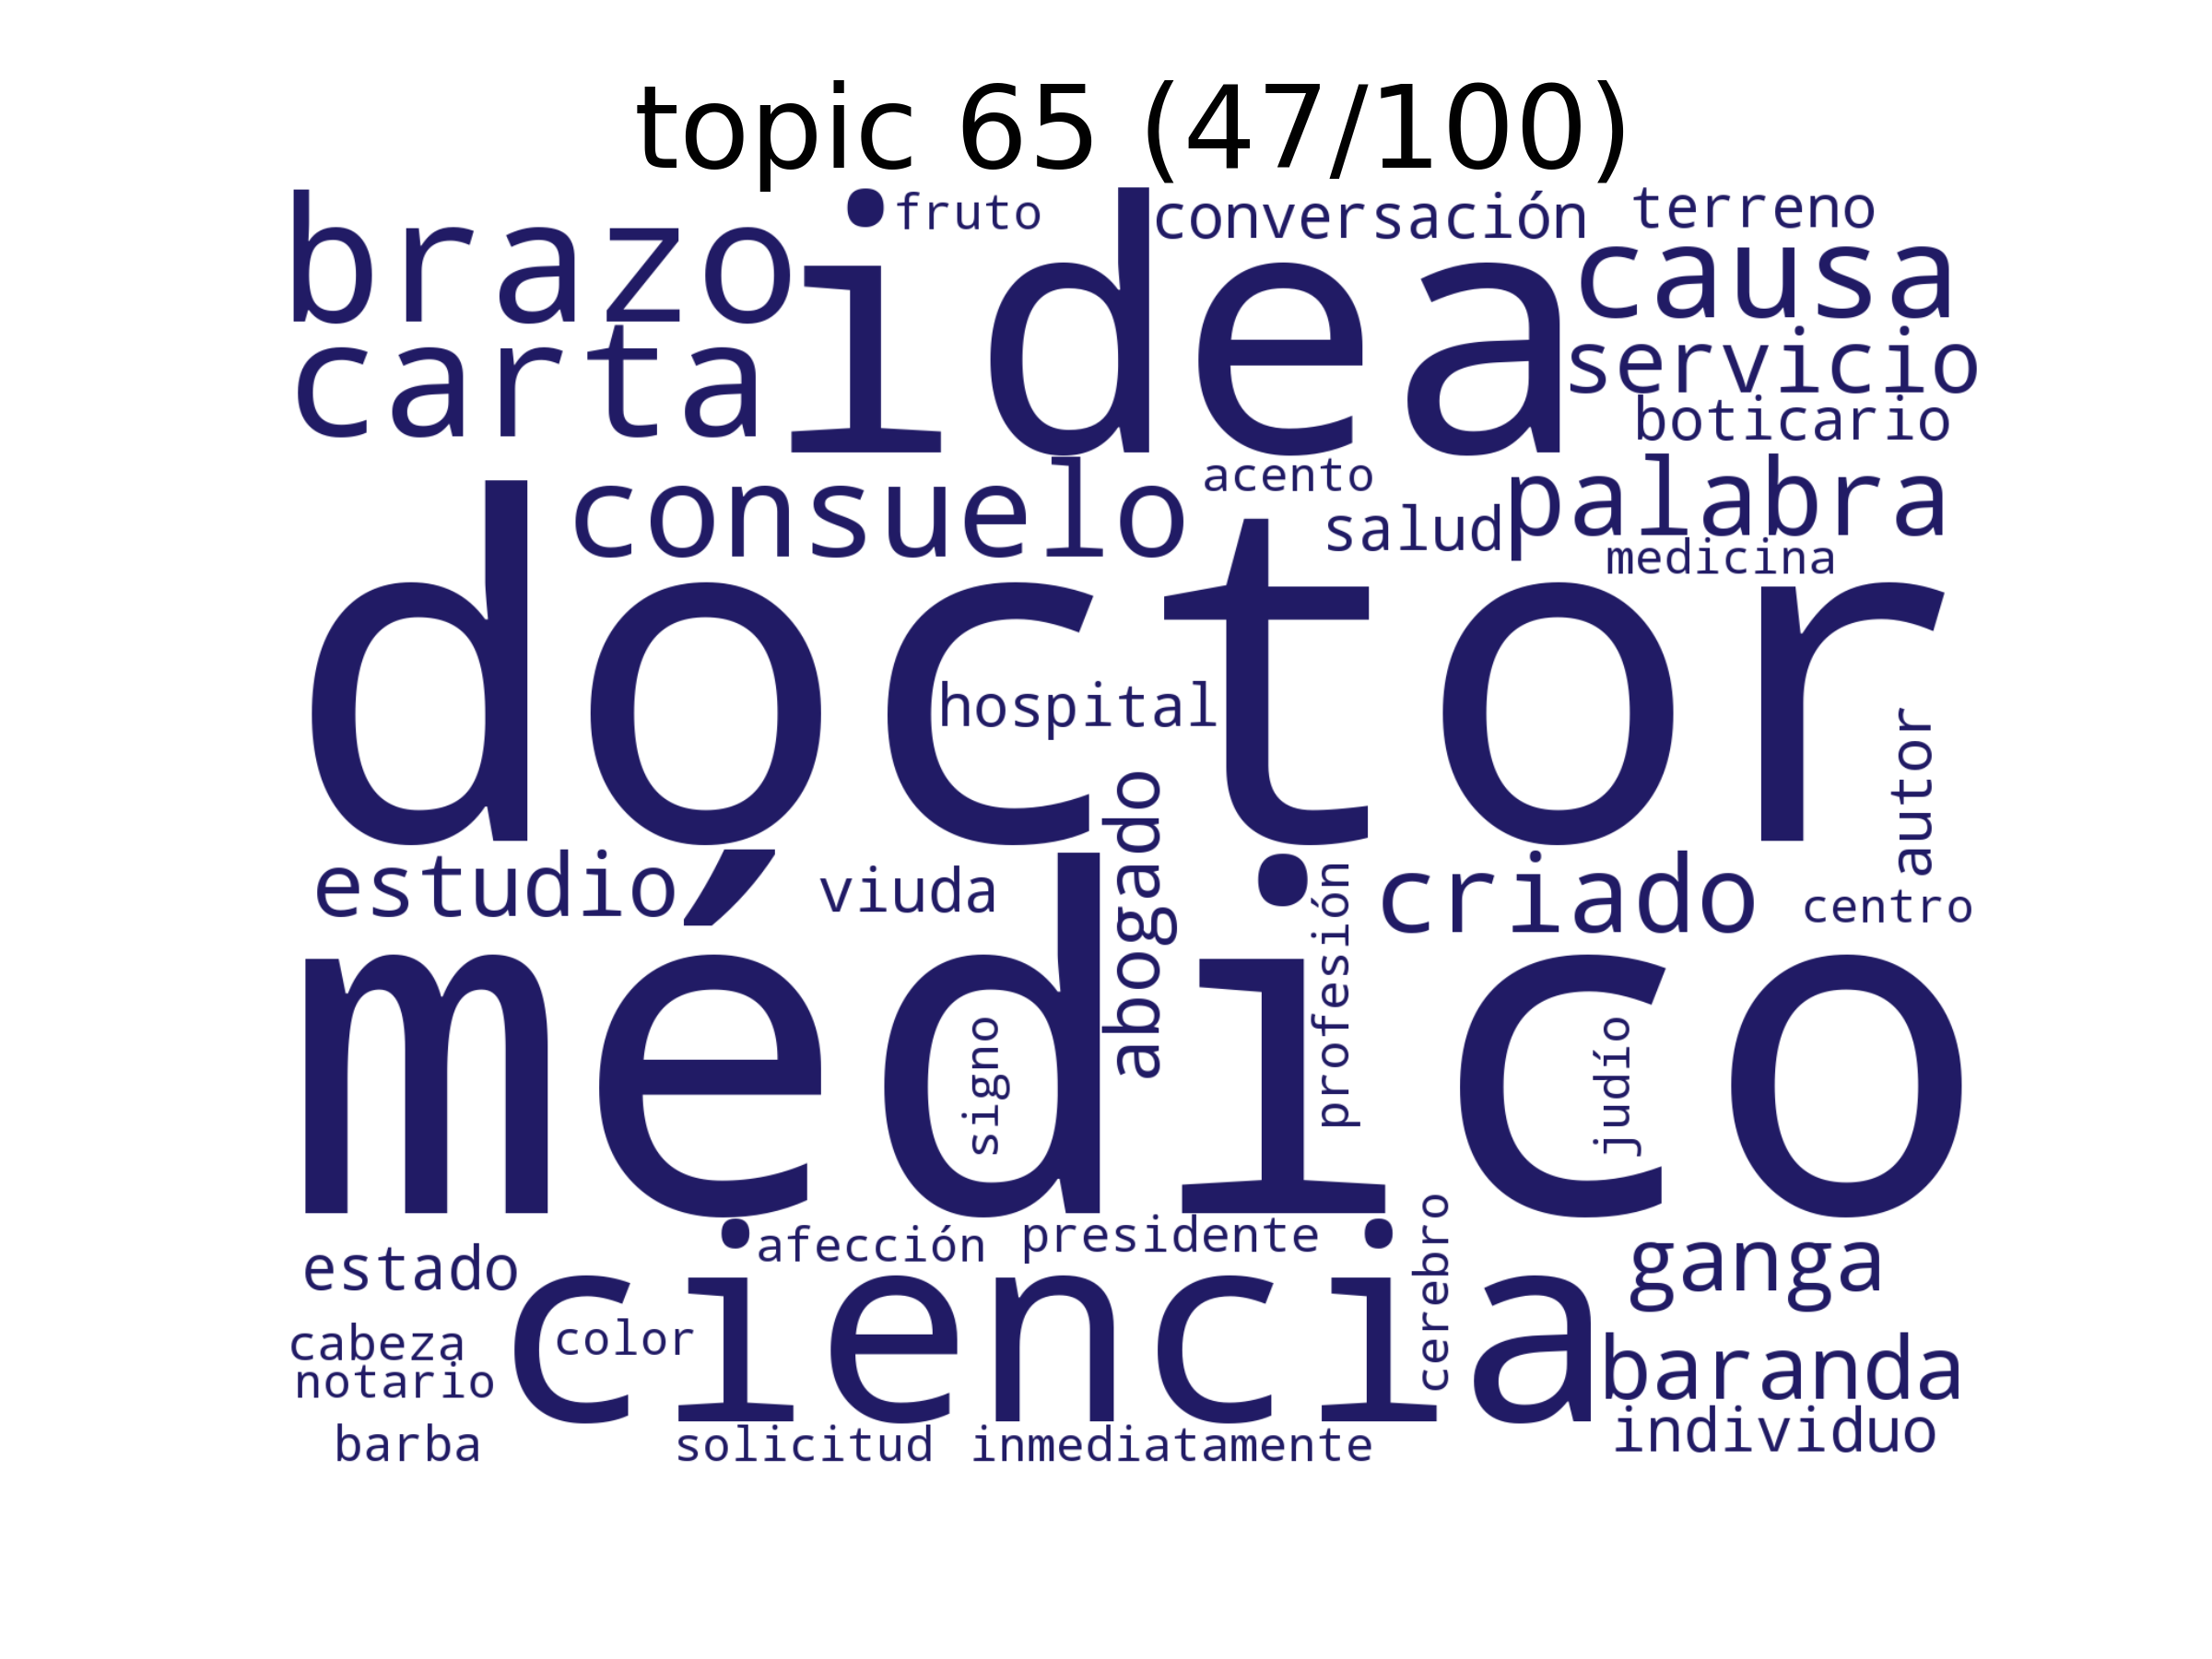 topic 65 (47/100)
brazo
idea
fruto
conversación
terreno
causa
carta
servicio
boticario
consuelo
acento
salud
palabra
medicina
doctor
hospital
autor
estudio
viuda
abogado
profesión
criado
centro
médico
signo
judío
estado
afección
presidente
cerebro
ganga
ciencia
cabeza
color
notario
baranda
individuo
barba
solicitud
inmediatamente